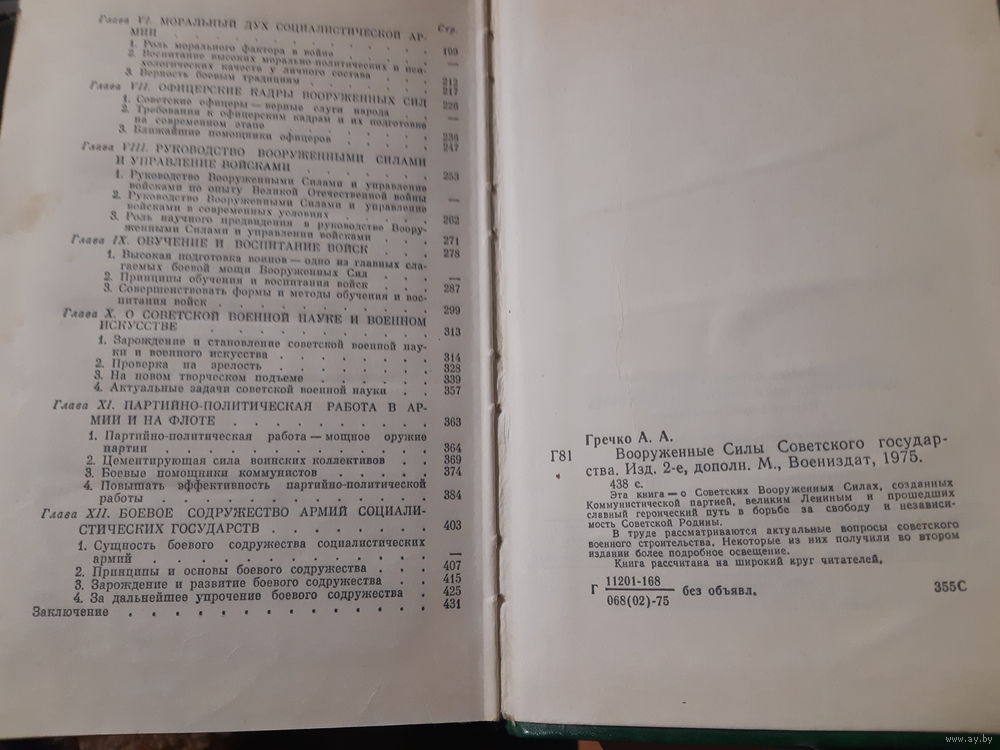 Стр.
Глава VI. МОРАЛЬНЫЙ ДУХ СОЦИАЛИСТИЧЕСКОЙ АР-
МИИ . . . . . . . . . . . 199
1. Роль морального фактора в войне . . . . —
2. Воспитание высоких морально-политических и пси-
хологических качеств у личного состава . . . 212
3. Верность боевым традициям . . . . . 217
Глава VII. ОФИЦЕРСКИЕ КАДРЫ ВООРУЖЕННЫХ СИЛ 226
1. Советские офицеры — верные слуги народа . . —
2. Требования к офицерским кадрам и их подготовке
на современном этапе . . . . . . 236
3. Ближайшие помощники офицеров . . . . 247
Глава VIII. РУКОВОДСТВО ВООРУЖЕННЫМИ СИЛАМИ
И УПРАВЛЕНИЕ ВОЙСКАМИ . . . . . . 253
1. Руководство Вооруженными Силами и управление
войсками по опыту Великой Отечественной войны —
2. Руководство Вооруженными Силами и управление
войсками в современных условиях . . . . 262
3. Роль научного предвидения в руководстве Воору-
женными Силами и управлении войсками . . . 271
Глава IX. ОБУЧЕНИЕ И ВОСПИТАНИЕ ВОЙСК . . . 278
1. Высокая подготовка воинов — одно из главных сла-
гаемых боевой мощи Вооруженных Сил . . . —
2. Принципы обучения и воспитания войск . . . 287
3. Совершенствовать формы и методы обучения и вос-
питания войск . . . . . . . . 299
Глава X. О СОВЕТСКОЙ ВОЕННОЙ НАУКЕ И ВОЕННОМ
ИСКУССТВЕ . . . . . . . . . 313
1. Зарождение и становление советской военной нау-
ки и военного искусства . . . . . . 314
2. Проверка на зрелость . . . . . . 328
3. На новом творческом подъеме . . . . . 339
4. Актуальные задачи советской военной науки . . 357
Глава XI. ПАРТИЙНО-ПОЛИТИЧЕСКАЯ РАБОТА В АР-
МИИ И НА ФЛОТЕ . . . . . . . . 363
1. Партийно-политическая работа — мощное оружие
партии . . . . . . . . . . 364
2. Цементирующая сила воинских коллективов . . 369
3. Боевые помощники коммунистов . . . . 374
4. Повышать эффективность партийно-политической
работы . . . . . . . . . . 384
Глава XII. БОЕВОЕ СОДРУЖЕСТВО АРМИЙ СОЦИАЛИ-
СТИЧЕСКИХ ГОСУДАРСТВ . . . . . . . 403
1. Сущность боевого содружества социалистических
армий . . . . . . . . . . —
2. Принципы и основы боевого содружества . . . 407
3. Зарождение и развитие боевого содружества . . 415
4. За дальнейшее упрочение боевого содружества . 425
Заключение . . . . . . . . . . . 431
Гречко А. А.
Г81 Вооруженные Силы Советского государ-
ства. Изд. 2-е, дополн. М., Воениздат, 1975.
438 с.
Эта книга — о Советских Вооруженных Силах, созданных
Коммунистической партией, великим Лениным и прошедших
славный героический путь в борьбе за свободу и независи-
мость Советской Родины.
В труде рассматриваются актуальные вопросы советского
военного строительства. Некоторые из них получили во втором
издании более подробное освещение.
Книга рассчитана на широкий круг читателей.
Г 11201-168 без объявл. 355С
068(02)-75
www.ay.by